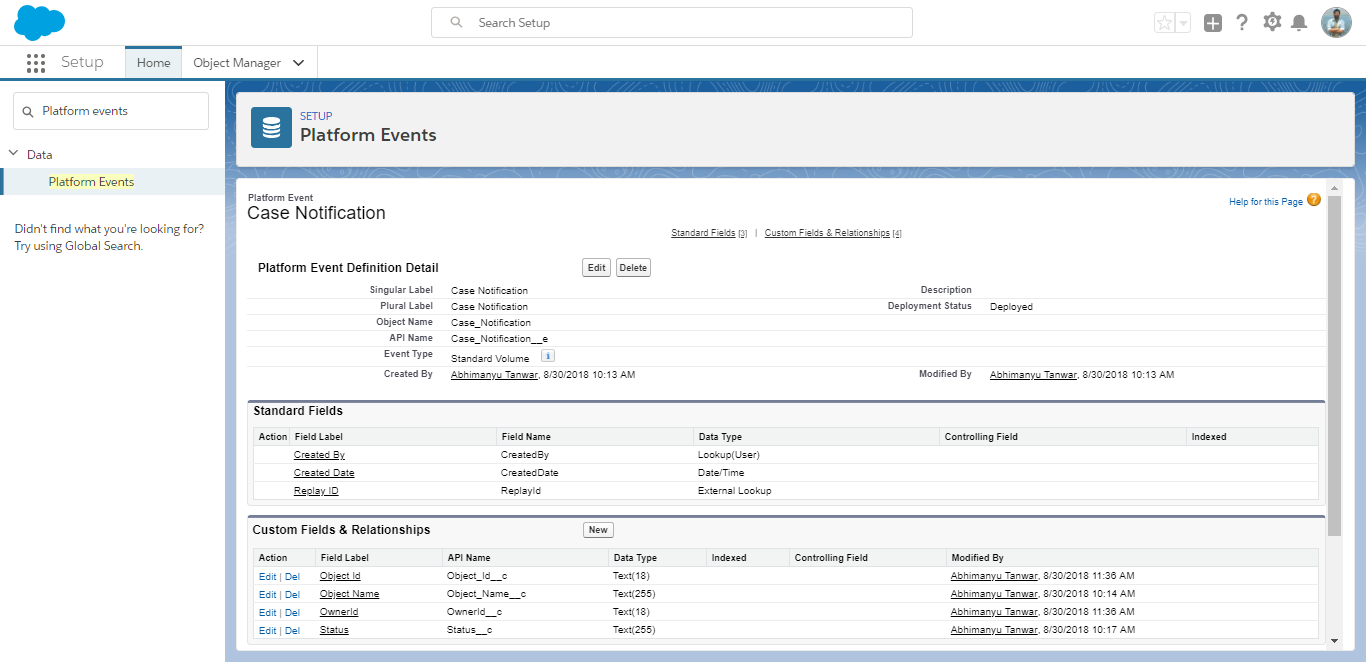 Search Setup
Setup
Home
Object Manager
Platform events
Data
Platform Events
Didn't find what you're looking for?
Try using Global Search.
SETUP
Platform Events
Platform Event
Case Notification
Help for this Page ?
Standard Fields [3] | Custom Fields & Relationships [4]
Platform Event Definition Detail Edit Delete
Singular Label Case Notification Description
Plural Label Case Notification Deployment Status Deployed
Object Name Case_Notification
API Name Case_Notification__e
Event Type Standard Volume i
Created By Abhimanyu Tanwar, 8/30/2018 10:13 AM Modified By Abhimanyu Tanwar, 8/30/2018 10:13 AM
Standard Fields
Action Field Label Field Name Data Type Controlling Field Indexed
Created By CreatedBy Lookup(User)
Created Date CreatedDate Date/Time
Replay ID ReplayId External Lookup
Custom Fields & Relationships New
Action Field Label API Name Data Type Indexed Controlling Field Modified By
Edit | Del Object Id Object_Id__c Text(18) Abhimanyu Tanwar, 8/30/2018 11:36 AM
Edit | Del Object Name Object_Name__c Text(255) Abhimanyu Tanwar, 8/30/2018 10:14 AM
Edit | Del OwnerId OwnerId__c Text(18) Abhimanyu Tanwar, 8/30/2018 11:36 AM
Edit | Del Status Status__c Text(255) Abhimanyu Tanwar, 8/30/2018 10:17 AM